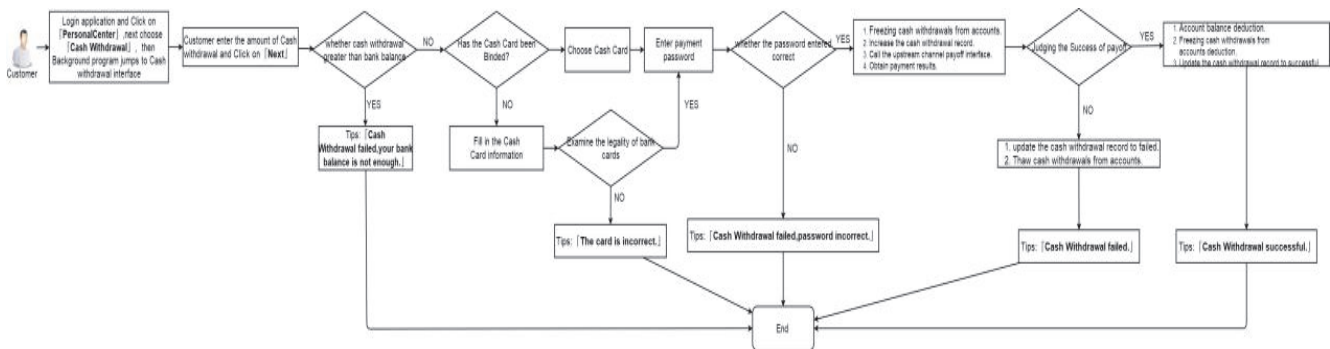 Customer
Login application and Click on
「PersonalCenter」,next choose
「Cash Withdrawal」, then
Background program jumps to Cash
withdrawal interface
Customer enter the amount of Cash
withdrawal and Click on「Next」
whether cash withdrawal
greater than bank balance
NO
YES
Tips:「Cash
Withdrawal failed,your bank
balance is not enough.」
Has the Cash Card been
Binded?
NO
Choose Cash Card
Fill in the Cash
Card information
Examine the legality of bank
cards
YES
NO
Tips:「The card is incorrect.」
Enter payment
password
whether the password entered
correct
YES
NO
Tips:「Cash Withdrawal failed,password incorrect.」
1. Freezing cash withdrawals from accounts.
2. Increase the cash withdrawal record.
3. Call the upstream channel payoff interface.
4. Obtain payment results.
Judging the Success of payoff
YES
NO
1. update the cash withdrawal record to failed.
2. Thaw cash withdrawals from accounts.
Tips:「Cash Withdrawal failed.」
1. Account balance deduction.
2. Freezing cash withdrawals from
accounts deduction.
3. Update the cash withdrawal record to successful.
Tips:「Cash Withdrawal successful.」
End